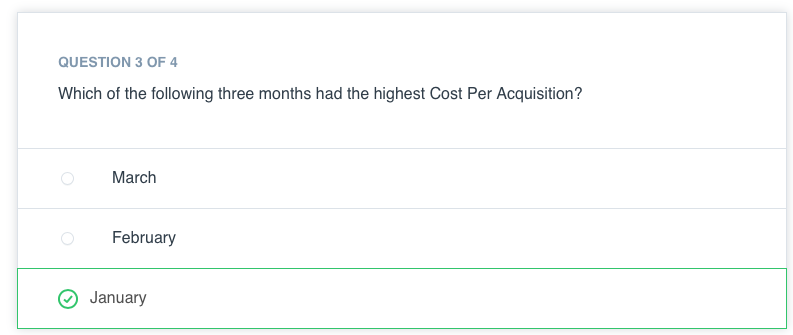 QUESTION 3 OF 4
Which of the following three months had the highest Cost Per Acquisition?
March
February
January